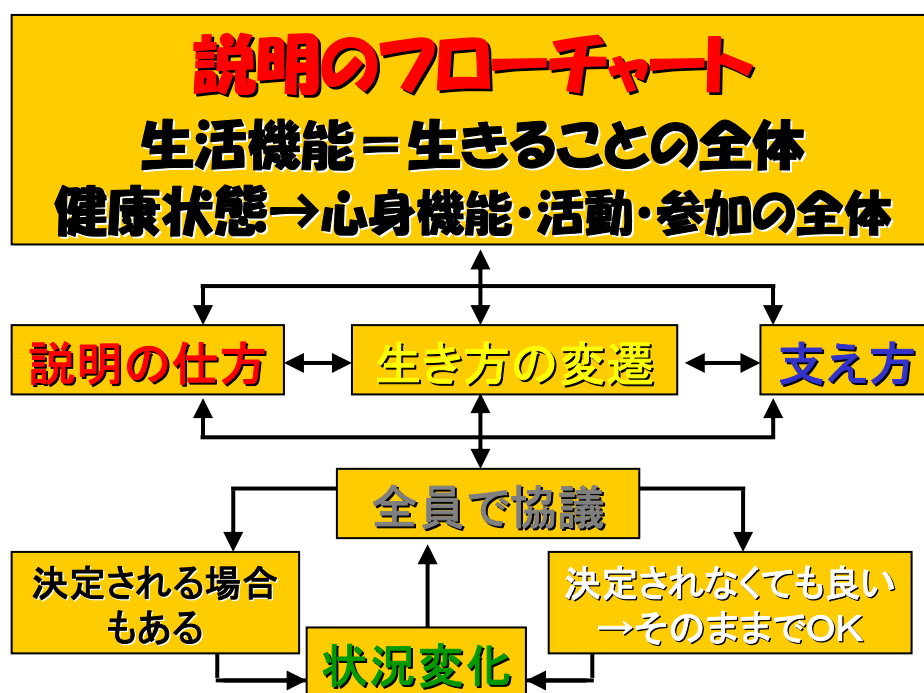 説明のフローチャート
生活機能＝生きることの全体
健康状態→心身機能・活動・参加の全体
説明の仕方
生き方の変遷
支え方
全員で協議
決定される場合
もある
決定されなくても良い
→そのままでOK
状況変化